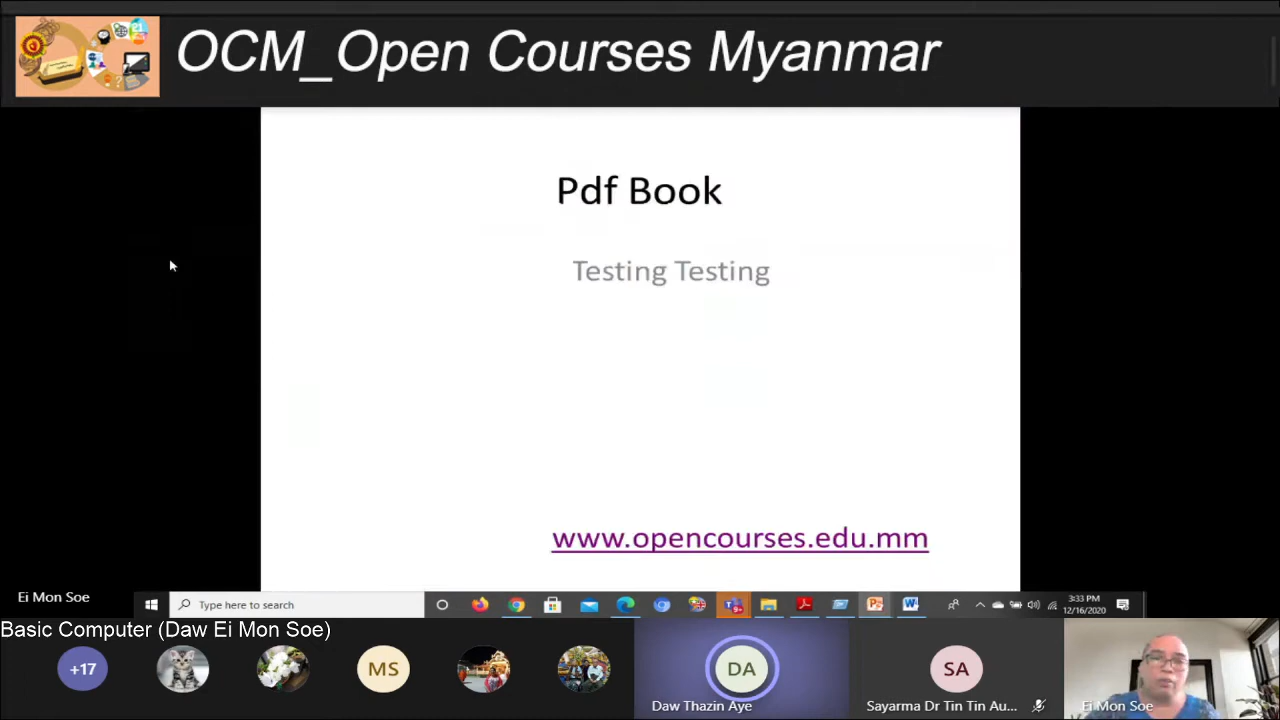 OCM_Open Courses Myanmar
Pdf Book
Testing Testing
www.opencourses.edu.mm
Ei Mon Soe
Type here to search
3:33 PM
12/16/2020
Basic Computer (Daw Ei Mon Soe)
+17
MS
DA
SA
Daw Thazin Aye
Sayarma Dr Tin Tin Au...
Ei Mon Soe